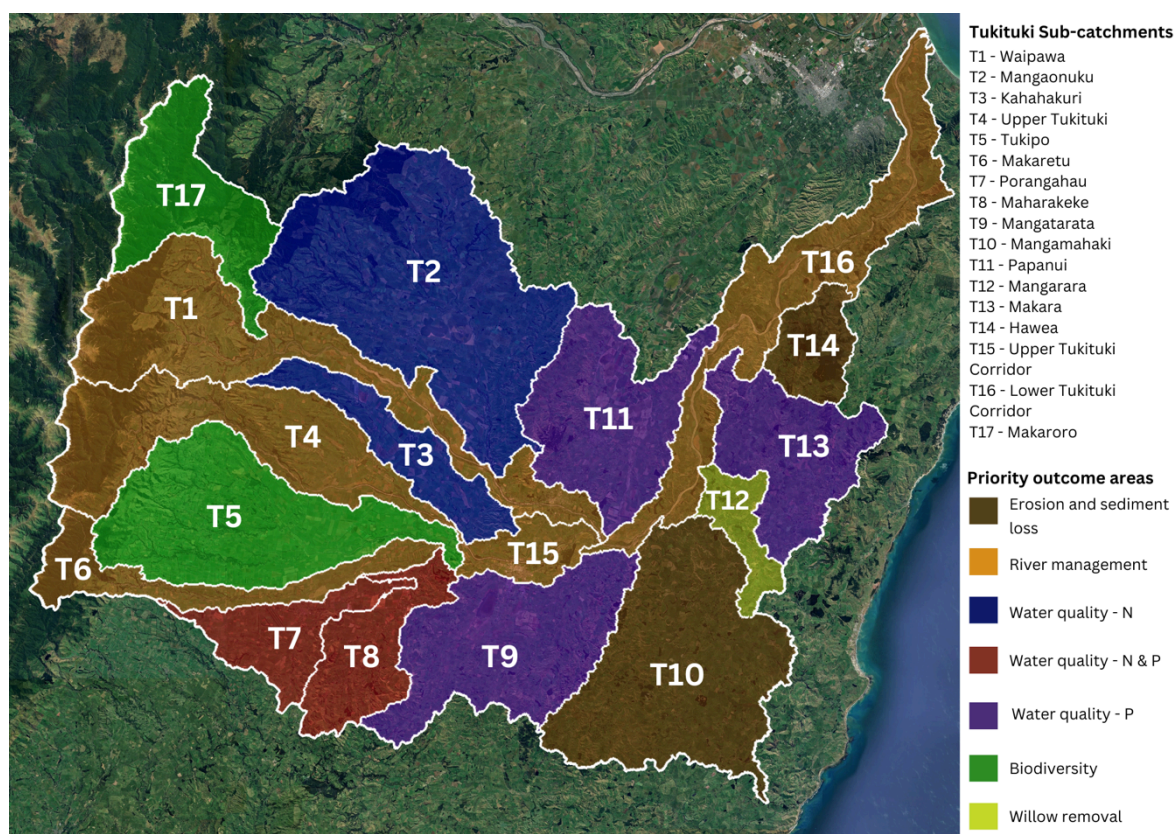 Tukituki Sub-catchments
T1 - Waipawa
T2 - Mangaonuku
T3 - Kahahakuri
T4 - Upper Tukituki
T5 - Tukipo
T6 - Makaretu
T7 - Porangahau
T8 - Maharakeke
T9 - Mangatarata
T10 - Mangamahaki
T11 - Papanui
T12 - Mangarara
T13 - Makara
T14 - Hawea
T15 - Upper Tukituki
Corridor
T16 - Lower Tukituki
Corridor
T17 - Makaroro
Priority outcome areas
Erosion and sediment
loss
River management
Water quality - N
Water quality - N & P
Water quality - P
Biodiversity
Willow removal
T17
T2
T16
T1
T14
T11
T4
T3
T13
T12
T5
T15
T6
T7
T8
T9
T10